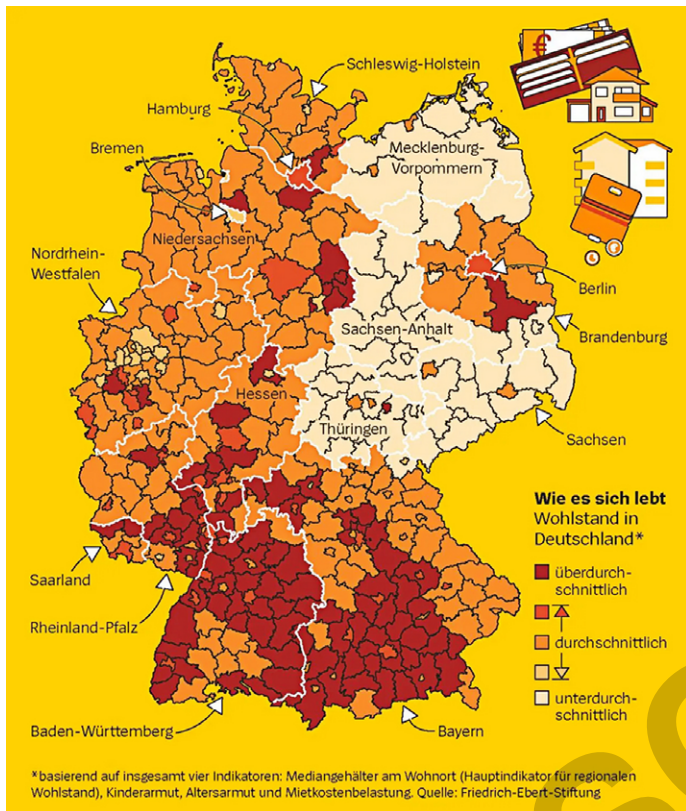 Schleswig-Holstein
Hamburg
Mecklenburg-
Vorpommern
Bremen
Niedersachsen
Nordrhein-
Westfalen
Berlin
Sachsen-Anhalt
Brandenburg
Hessen
Thüringen
Sachsen
Wie es sich lebt
Wohlstand in
Deutschland*
überdurch-
schnittlich
durchschnittlich
unterdurch-
schnittlich
Saarland
Rheinland-Pfalz
Baden-Württemberg
Bayern
*basierend auf insgesamt vier Indikatoren: Mediangehälter am Wohnort (Hauptindikator für regionalen
Wohlstand), Kinderarmut, Altersarmut und Mietkostenbelastung. Quelle: Friedrich-Ebert-Stiftung